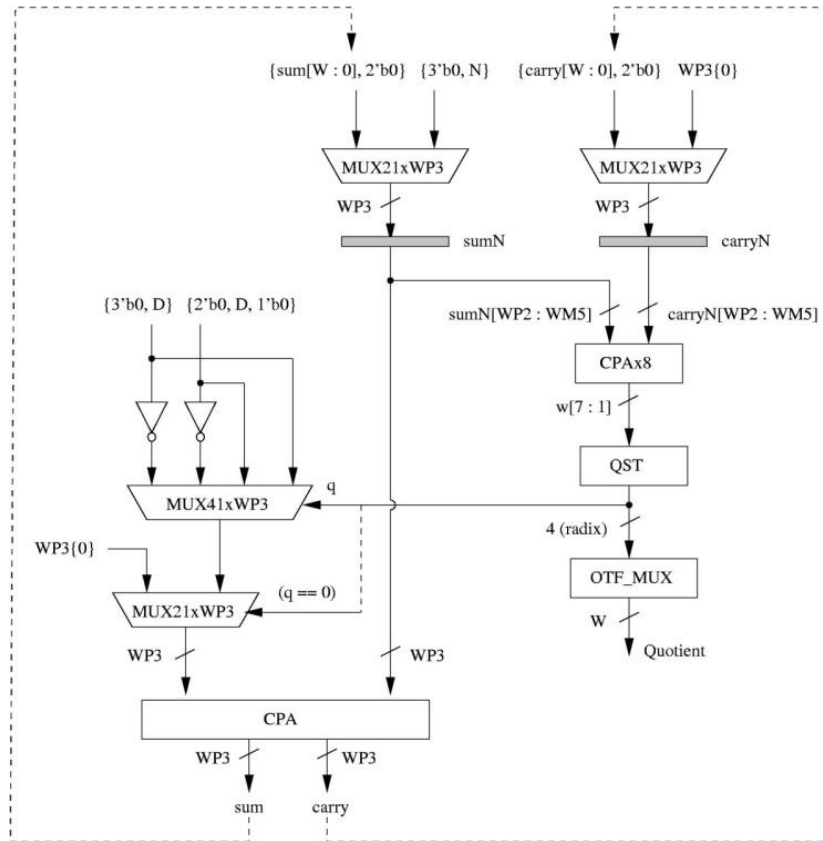 {sum[W : 0], 2'b0} {3'b0, N} {carry[W : 0], 2'b0} WP3{0}
MUX21xWP3 MUX21xWP3
WP3 WP3
sumN carryN
{3'b0, D} {2'b0, D, 1'b0}
sumN[WP2 : WM5] carryN[WP2 : WM5]
CPAx8
w[7 : 1]
QST
q
MUX41xWP3
4 (radix)
WP3{0}
OTF_MUX
(q == 0)
MUX21xWP3
W
WP3 WP3 Quotient
CPA
WP3 WP3
sum carry